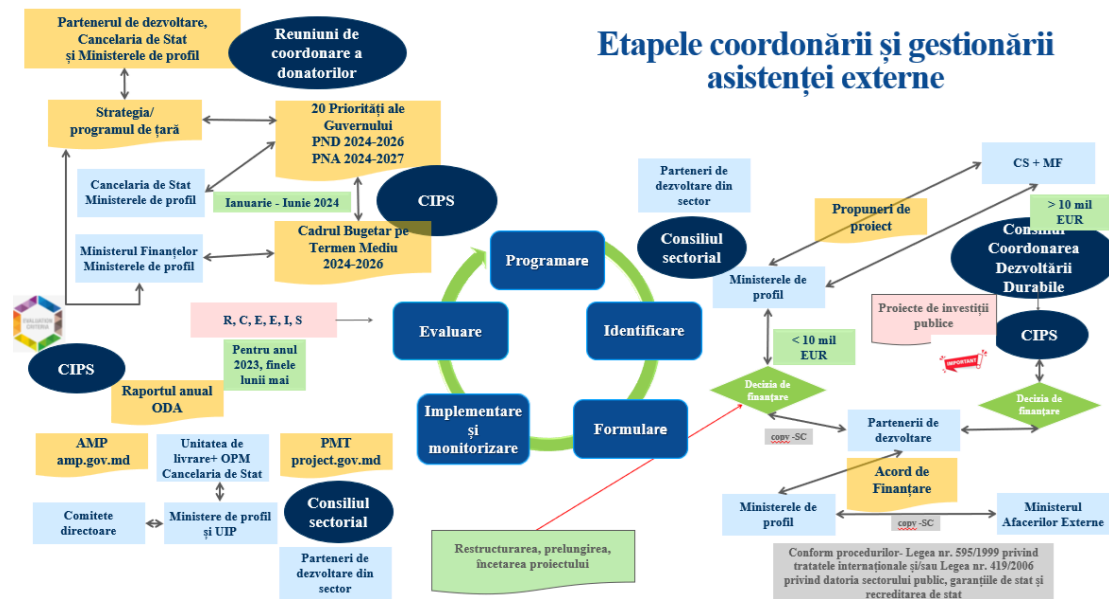 Etapele coordonării și gestionării
asistenței externe
Partenerul de dezvoltare,
Cancelaria de Stat
și Ministerele de profil
Reuniuni de
coordonare a
donatorilor
Strategia/
programul de țară
20 Priorități ale
Guvernului
PND 2024-2026
PNA 2024-2027
Cancelaria de Stat
Ministerele de profil
Ianuarie - Iunie 2024
CIPS
Ministerul Finanțelor
Ministerele de profil
Cadrul Bugetar pe
Termen Mediu
2024-2026
EVALUATION
CRITERIA
R, C, E, E, I, S
Pentru anul
2023, finele
lunii mai
CIPS
Raportul anual
ODA
AMP
amp.gov.md
Unitatea de
livrare+ OPM
Cancelaria de Stat
PMT
project.gov.md
Comitete
directoare
Ministere de profil
și UIP
Consiliul
sectorial
Parteneri de
dezvoltare din
sector
Programare
Identificare
Formulare
Implementare
și
monitorizare
Evaluare
Restructurarea, prelungirea,
încetarea proiectului
Parteneri de
dezvoltare din
sector
Consiliul
sectorial
Propuneri de
proiect
CS + MF
> 10 mil
EUR
Ministerele de
profil
Consiliul
Coordonarea
Dezvoltării
Durabile
Proiecte de investiții
publice
CIPS
IMPORTANT
< 10 mil
EUR
Decizia de
finanțare
Decizia de
finanțare
copy -SC
Partenerii de
dezvoltare
Acord de
Finanțare
Ministerele de
profil
copy -SC
Ministerul
Afacerilor Externe
Conform procedurilor- Legea nr. 595/1999 privind
tratatele internaționale și/sau Legea nr. 419/2006
privind datoria sectorului public, garanțiile de stat și
recreditarea de stat